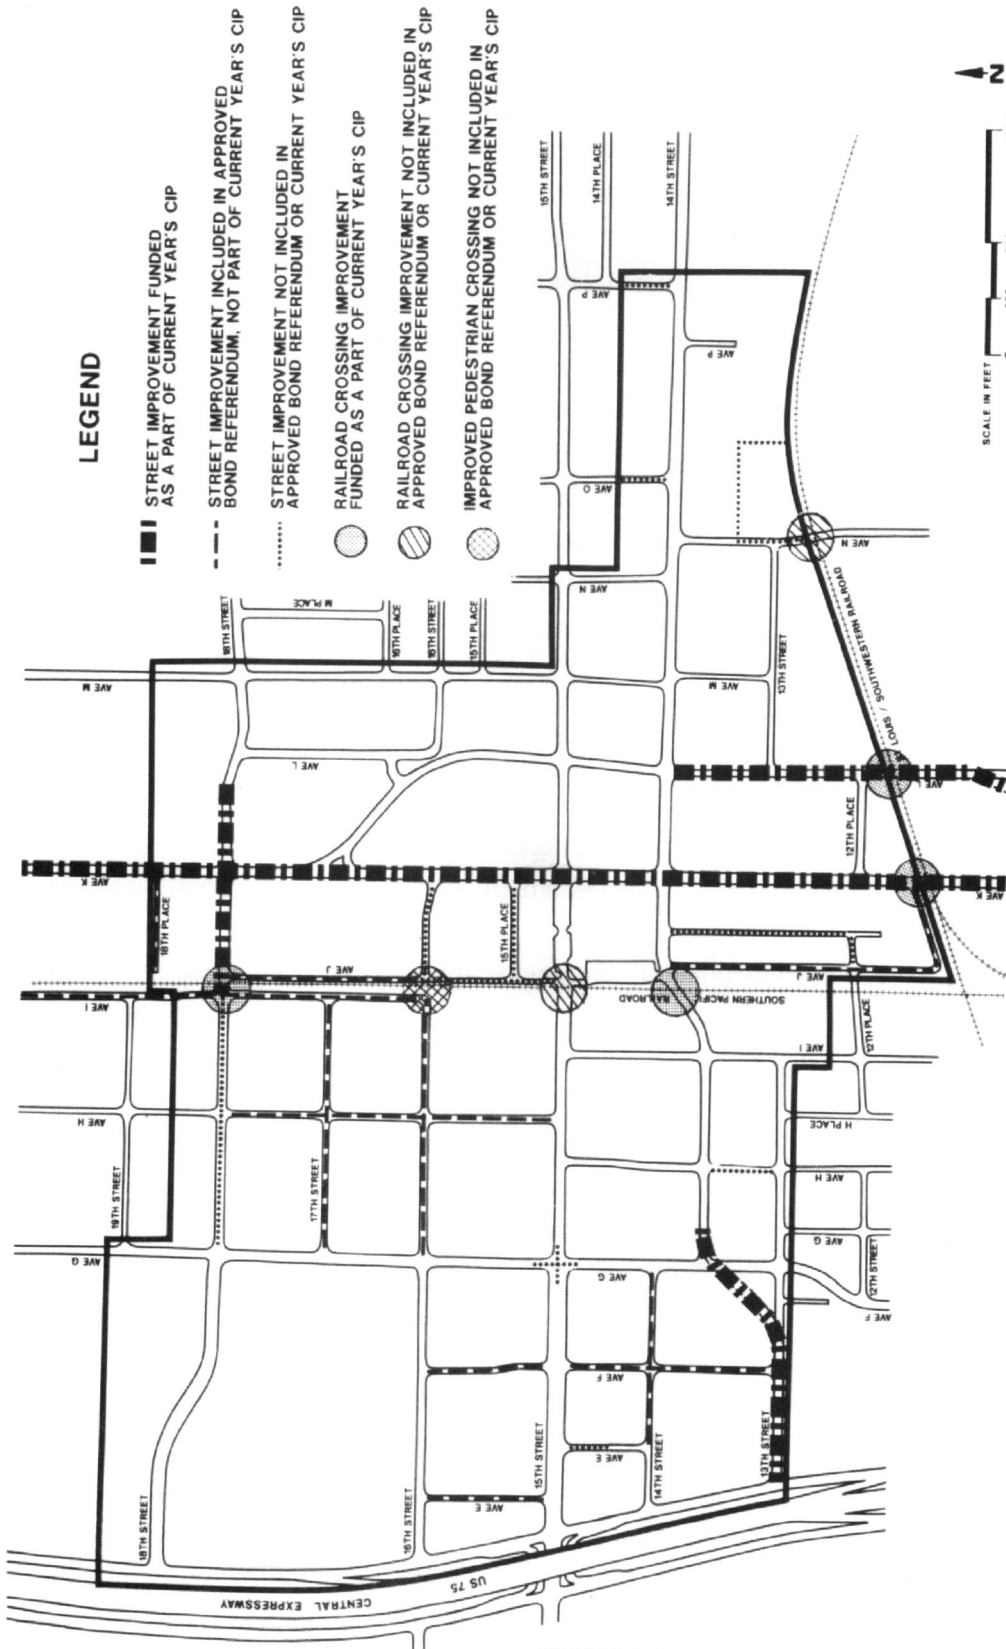 LEGEND
STREET IMPROVEMENT FUNDED
AS A PART OF CURRENT YEAR'S CIP
STREET IMPROVEMENT INCLUDED IN APPROVED
BOND REFERENDUM, NOT PART OF CURRENT YEAR'S CIP
STREET IMPROVEMENT NOT INCLUDED IN
APPROVED BOND REFERENDUM OR CURRENT YEAR'S CIP
RAILROAD CROSSING IMPROVEMENT
FUNDED AS A PART OF CURRENT YEAR'S CIP
RAILROAD CROSSING IMPROVEMENT NOT INCLUDED IN
APPROVED BOND REFERENDUM OR CURRENT YEAR'S CIP
IMPROVED PEDESTRIAN CROSSING NOT INCLUDED IN
APPROVED BOND REFERENDUM OR CURRENT YEAR'S CIP
N
SCALE IN FEET
CENTRAL EXPRESSWAY
US 75
18TH STREET
16TH STREET
15TH STREET
14TH STREET
13TH STREET
AVE E
AVE E
AVE F
AVE F
AVE G
AVE G
AVE G
12TH STREET
19TH STREET
17TH STREET
AVE H
AVE H
H PLACE
AVE I
AVE I
12TH PLACE
SOUTHERN PACIFIC
RAILROAD
AVE J
AVE J
18TH PLACE
15TH PLACE
AVE K
AVE K
12TH PLACE
AVE L
AVE L
LOUIS / SOUTHWESTERN RAILROAD
AVE M
AVE M
18TH STREET
M PLACE
16TH PLACE
16TH STREET
15TH PLACE
13TH STREET
AVE N
AVE N
AVE O
AVE P
AVE P
15TH STREET
14TH PLACE
14TH STREET